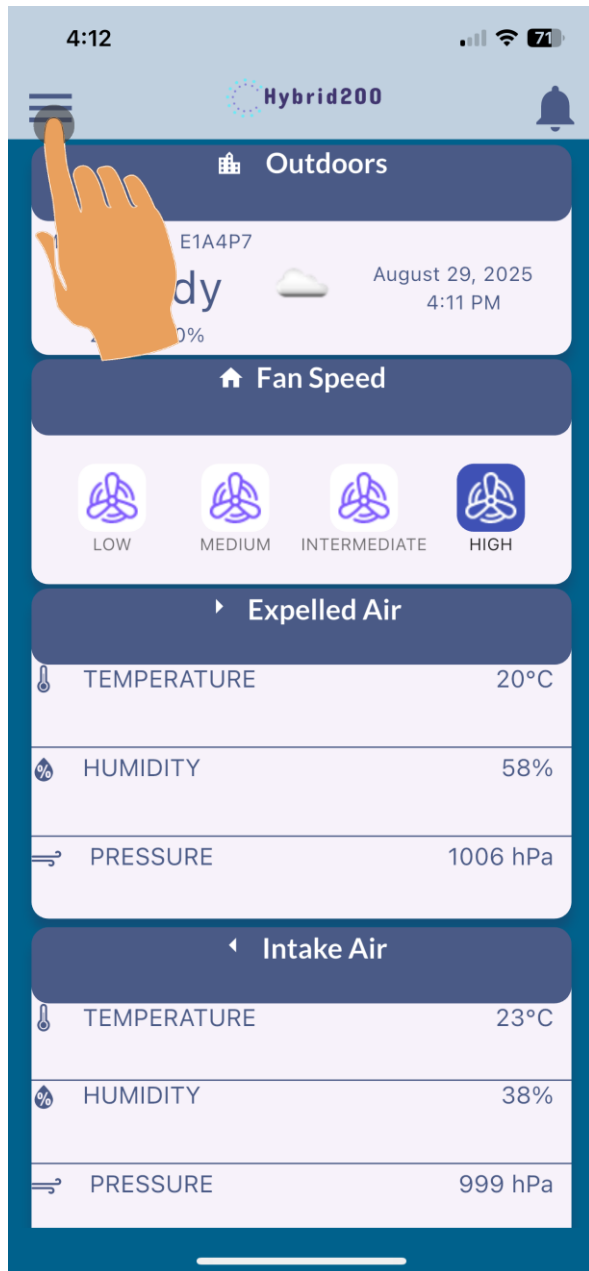 4:12
71
Hybrid200
Outdoors
E1A4P7
dy
August 29, 2025
4:11 PM
0%
Fan Speed
LOW MEDIUM INTERMEDIATE HIGH
Expelled Air
TEMPERATURE 20°C
% HUMIDITY 58%
PRESSURE 1006 hPa
Intake Air
TEMPERATURE 23°C
% HUMIDITY 38%
PRESSURE 999 hPa